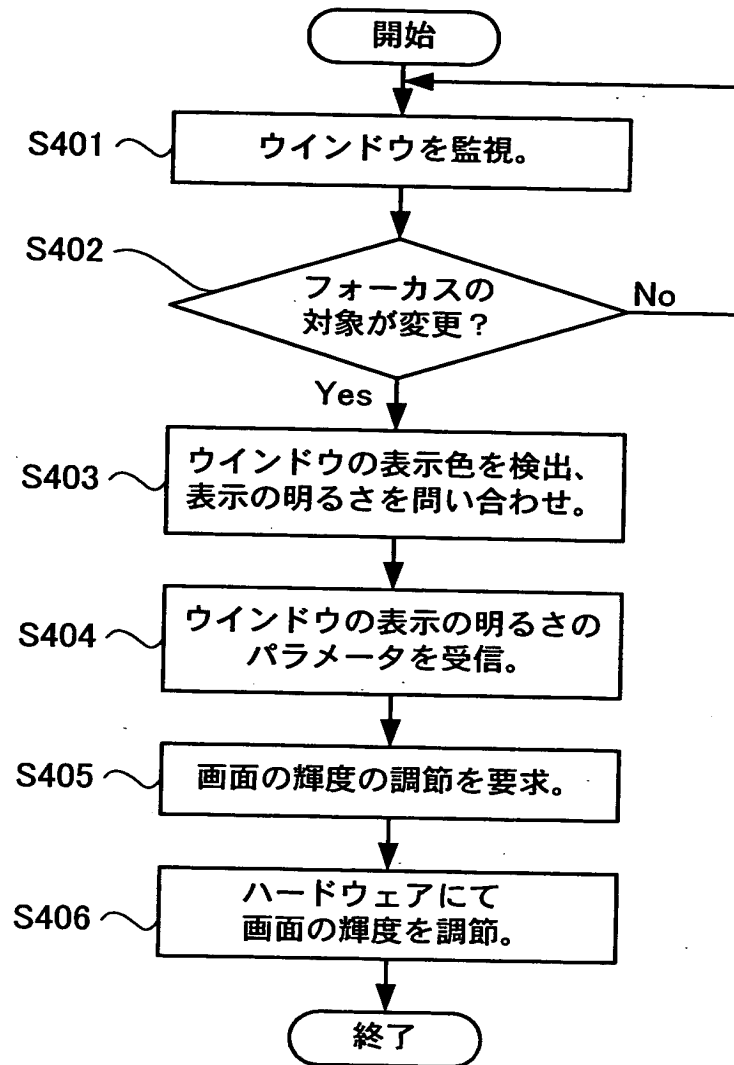 開始
S401
ウインドウを監視。
S402
フォーカスの
対象が変更?
No
Yes
S403
ウインドウの表示色を検出、
表示の明るさを問い合わせ。
S404
ウインドウの表示の明るさの
パラメータを受信。
S405
画面の輝度の調節を要求。
S406
ハードウェアにて
画面の輝度を調節。
終了